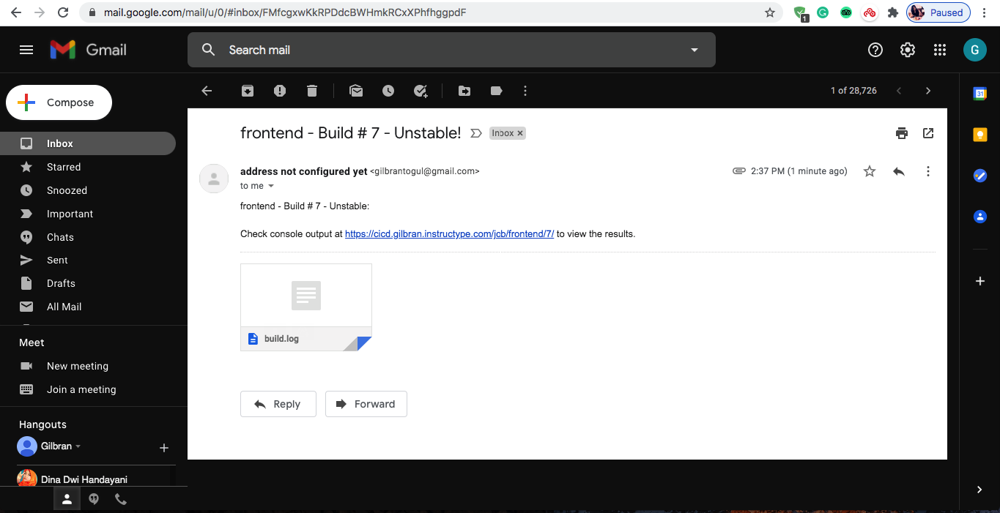 mail.google.com/mail/u/0/#inbox/FMfcgxwKkRPDdcBWHmkRCxXPhfhggpdF
1
Paused
Gmail
Search mail
G
Compose
1 of 28,726
31
Inbox
Starred
Snoozed
Important
Chats
Sent
Drafts
All Mail
Meet
New meeting
Join a meeting
Hangouts
Gilbran
Dina Dwi Handayani
frontend - Build # 7 - Unstable!
Inbox ×
address not configured yet <gilbrantogul@gmail.com>
2:37 PM (1 minute ago)
to me
frontend - Build # 7 - Unstable:
Check console output at https://cicd.gilbran.instructype.com/jcb/frontend/7/ to view the results.
build.log
Reply
Forward